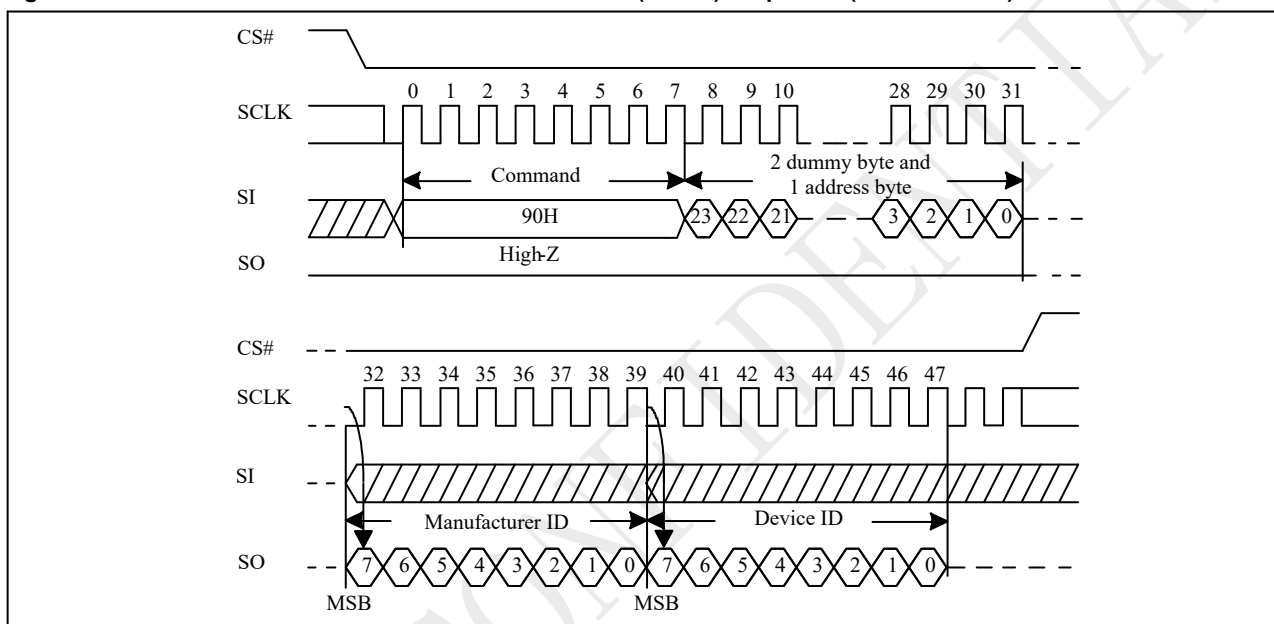 CS#
0 1 2 3 4 5 6 7 8 9 10 28 29 30 31
SCLK
Command
2 dummy byte and
1 address byte
SI
90H 23 22 21 3 2 1 0
High-Z
SO
CS#
32 33 34 35 36 37 38 39 40 41 42 43 44 45 46 47
SCLK
SI
Manufacturer ID Device ID
SO
7 6 5 4 3 2 1 0 7 6 5 4 3 2 1 0
MSB MSB